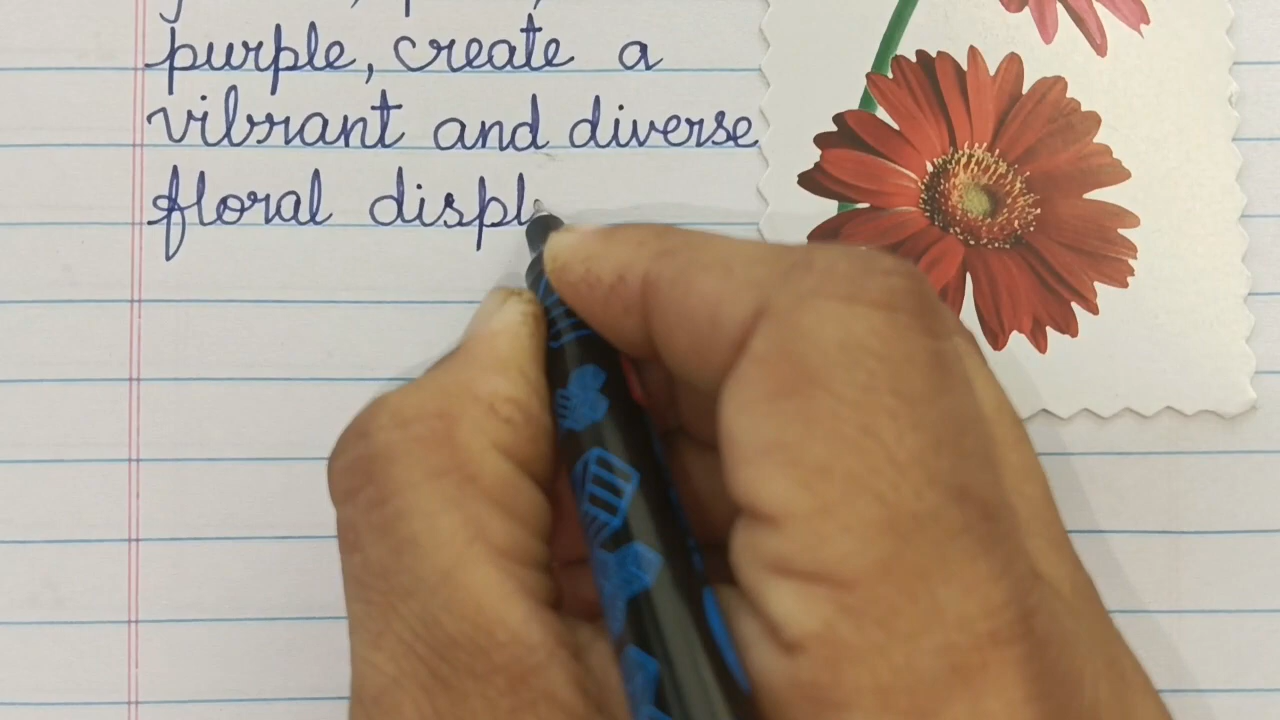 purple, create a
vibrant and diverse
floral displ